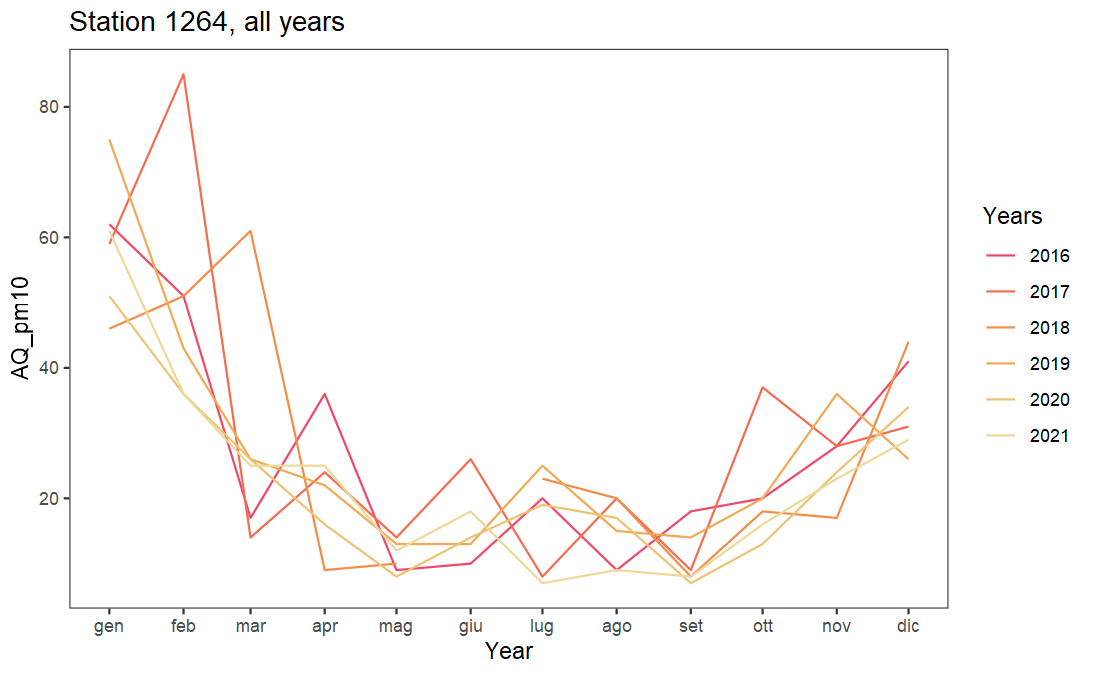 Station 1264, all years
80
60
40
20
AQ_pm10
gen feb mar apr mag giu lug ago set ott nov dic
Year
Years
2016
2017
2018
2019
2020
2021